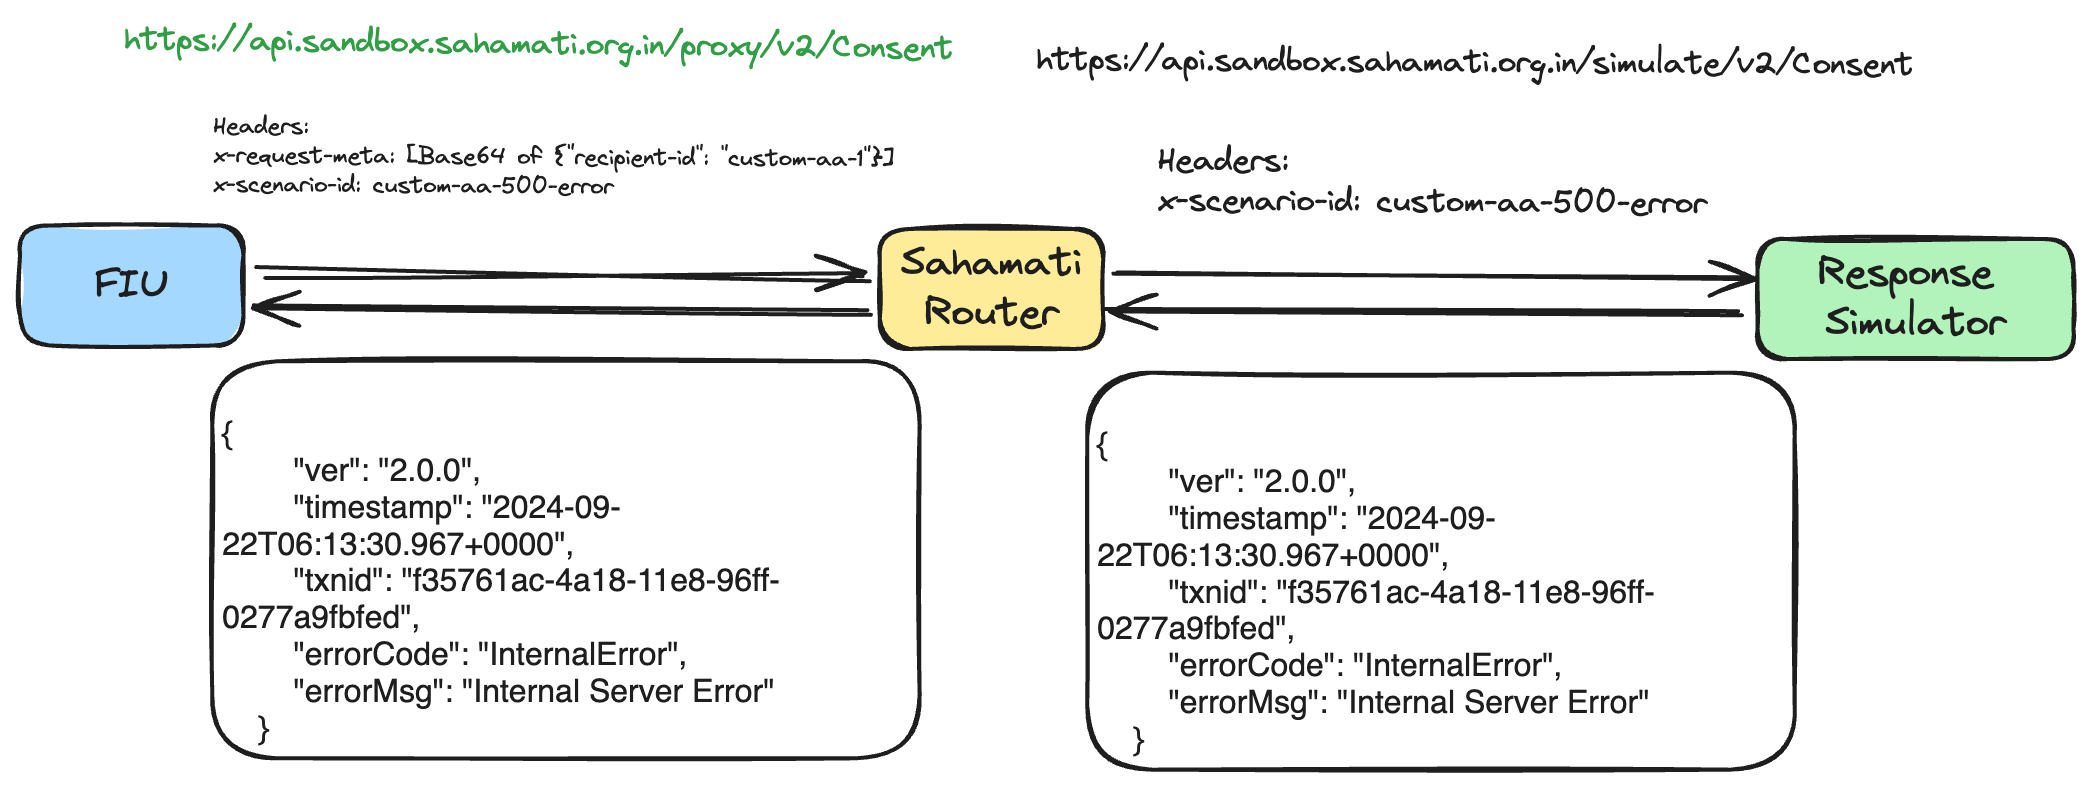 https://api.sandbox.sahamati.org.in/proxy/v2/Consent
https://api.sandbox.sahamati.org.in/simulate/v2/Consent
Headers:
x-request-meta: [Base64 of {"recipient-id": "custom-aa-1"}]
x-scenario-id: custom-aa-500-error
Headers:
x-scenario-id: custom-aa-500-error
FIU
Sahamati
Router
Response
Simulator
{
"ver": "2.0.0",
"timestamp": "2024-09-
22T06:13:30.967+0000",
"txnid": "f35761ac-4a18-11e8-96ff-
0277a9fbfed",
"errorCode": "InternalError",
"errorMsg": "Internal Server Error"
}
{
"ver": "2.0.0",
"timestamp": "2024-09-
22T06:13:30.967+0000",
"txnid": "f35761ac-4a18-11e8-96ff-
0277a9fbfed",
"errorCode": "InternalError",
"errorMsg": "Internal Server Error"
}